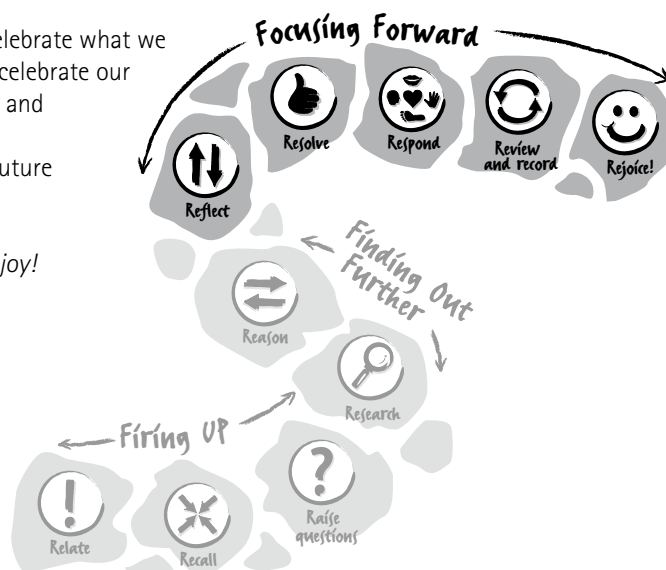 elebrate what we
celebrate our
and
uture
joy!
Focusing Forward
Resolve
Respond
Review
and record
Rejoice!
Reflect
Finding Out
Further
Reason
Research
Firing UP
Raise
questions
Relate
Recall